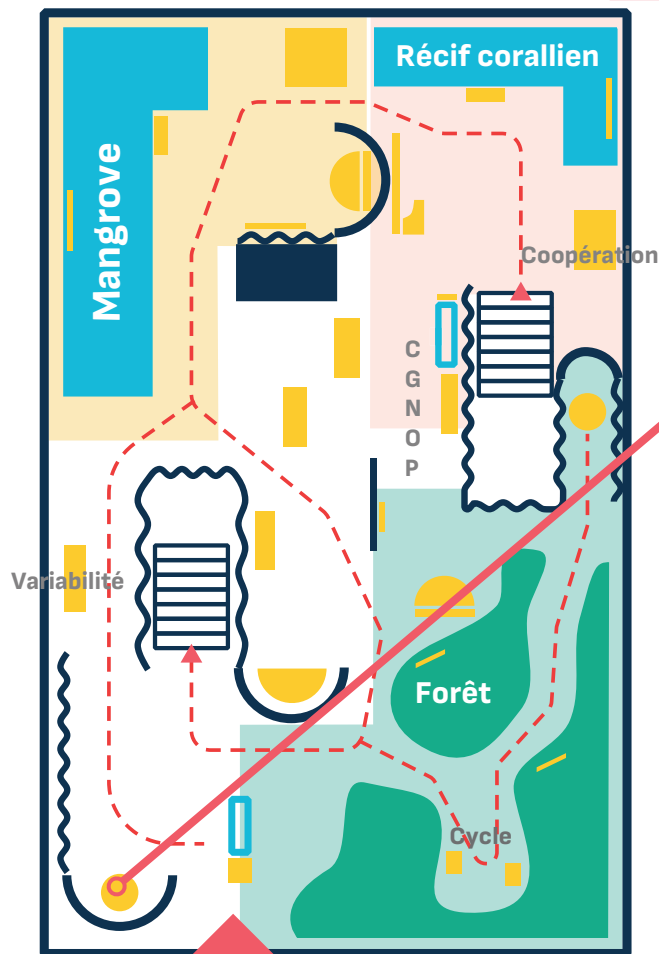 Récif corallien
Mangrove
Coopération
C
G
N
O
P
Variabilité
Forêt
Cycle